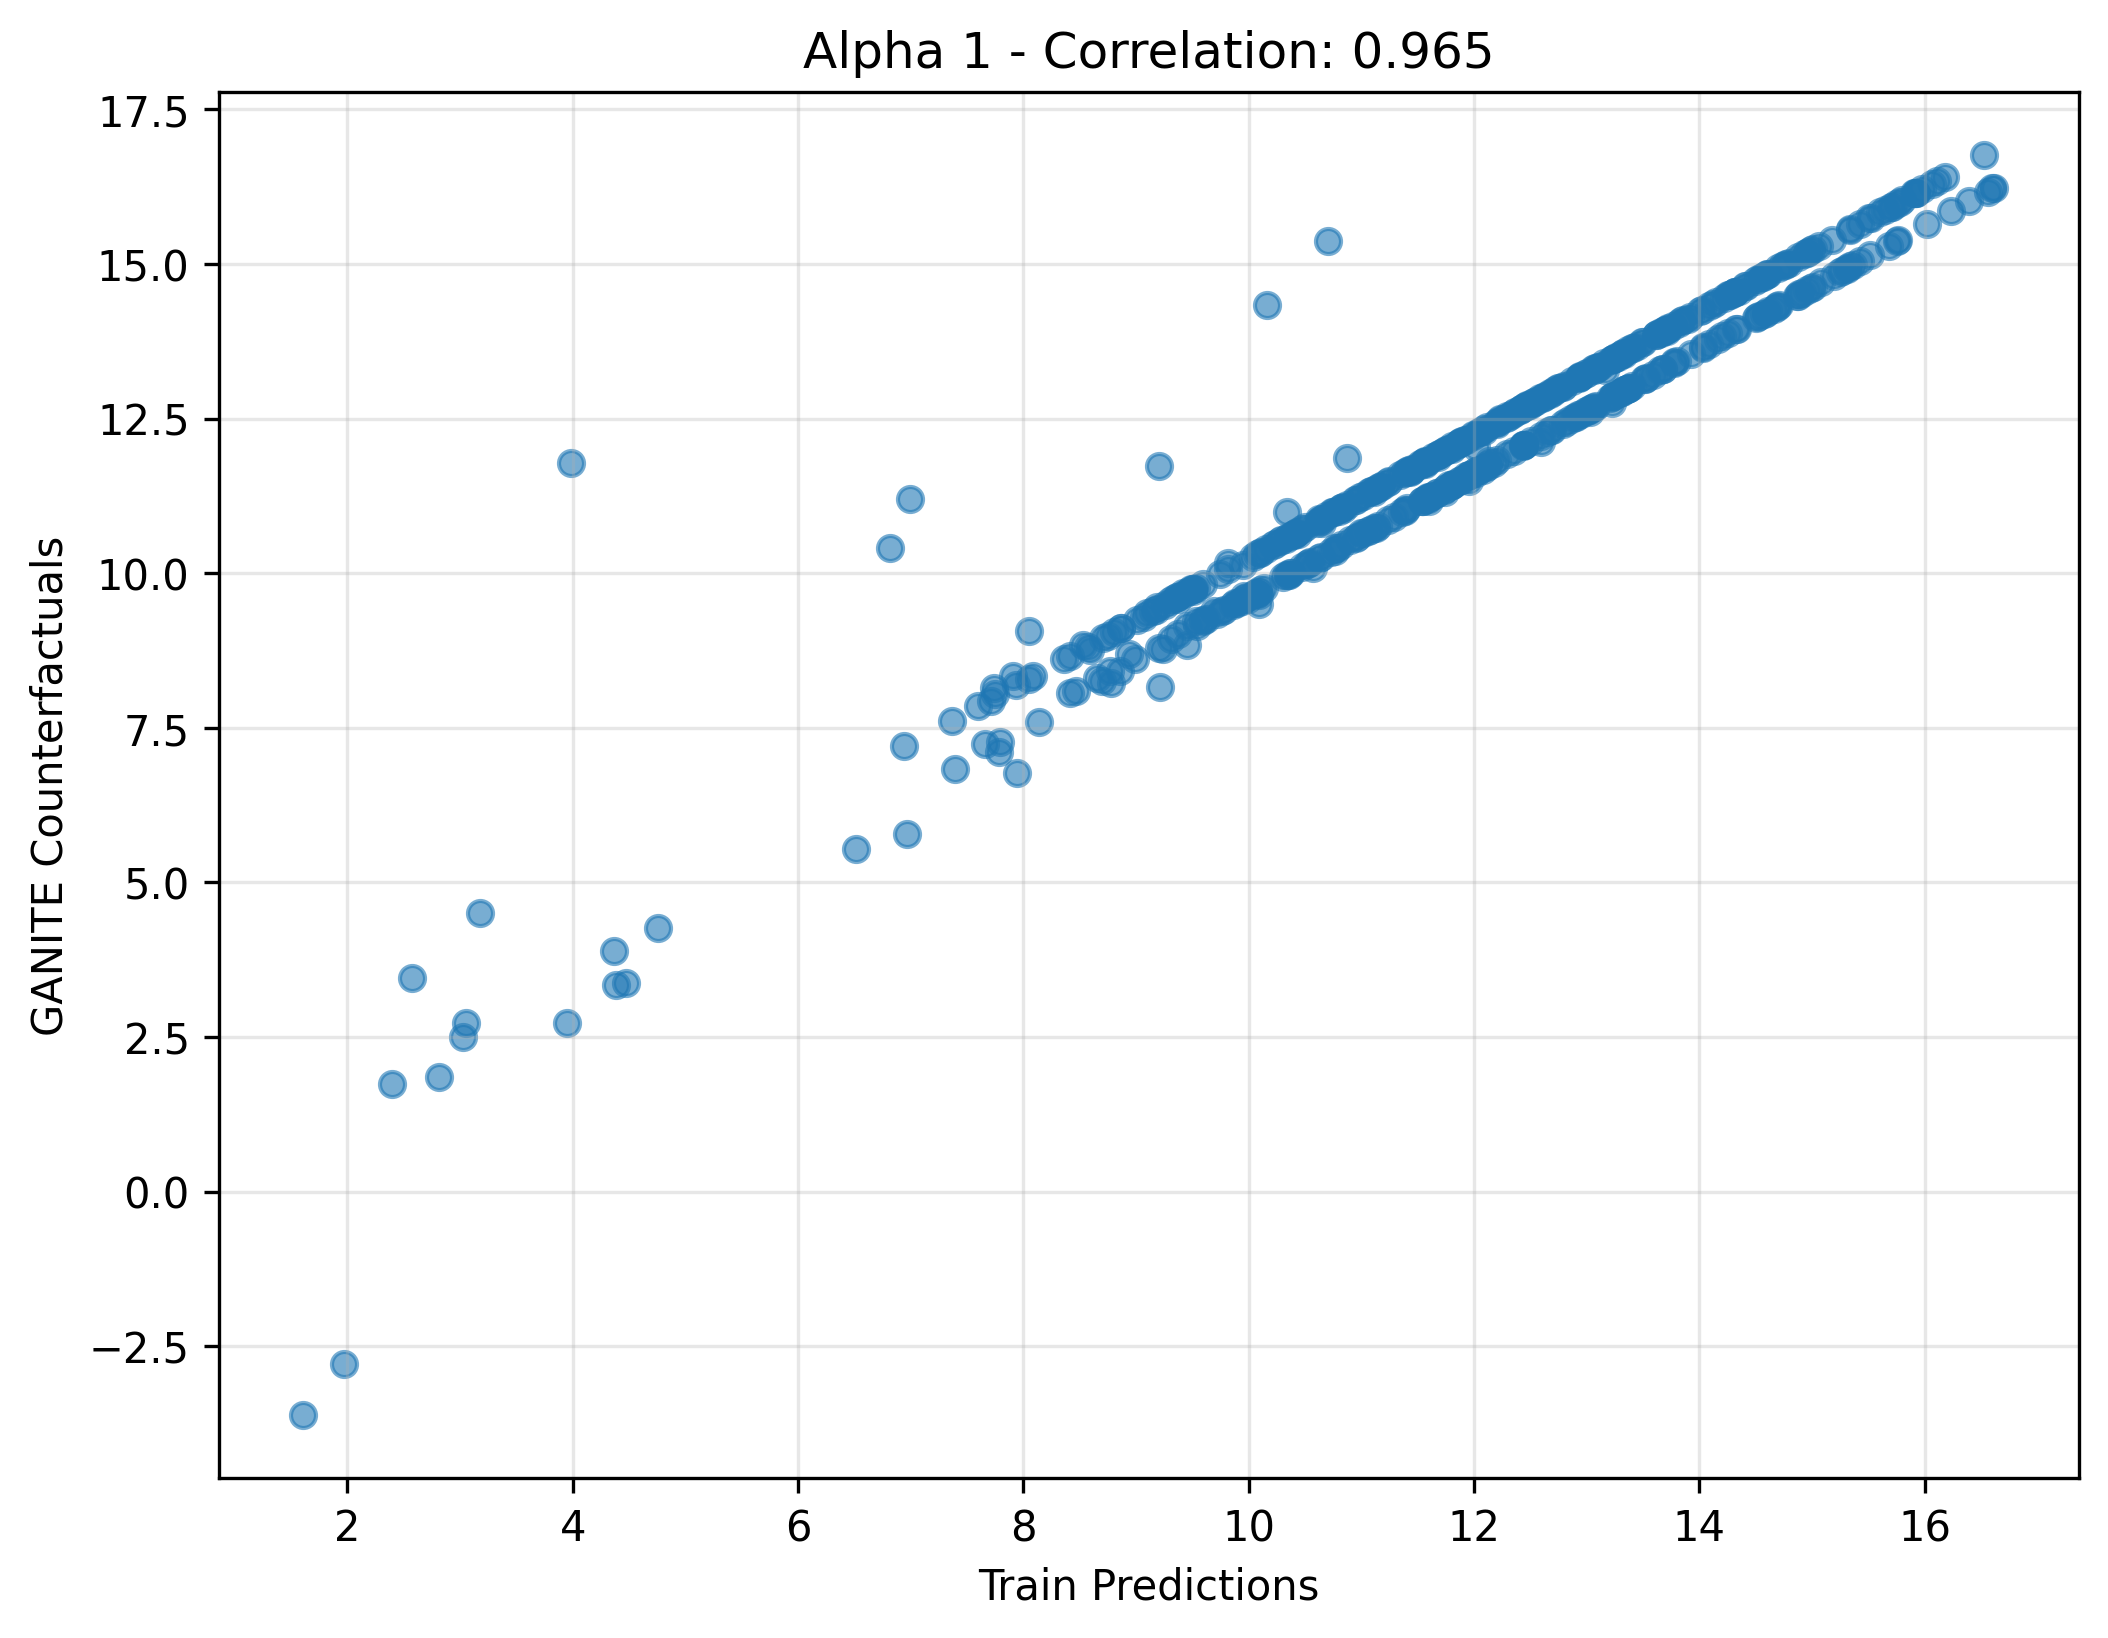 Alpha 1 - Correlation: 0.965
17.5
15.0
12.5
10.0
7.5
5.0
2.5
0.0
−2.5
GANITE Counterfactuals
2 4 6 8 10 12 14 16
Train Predictions